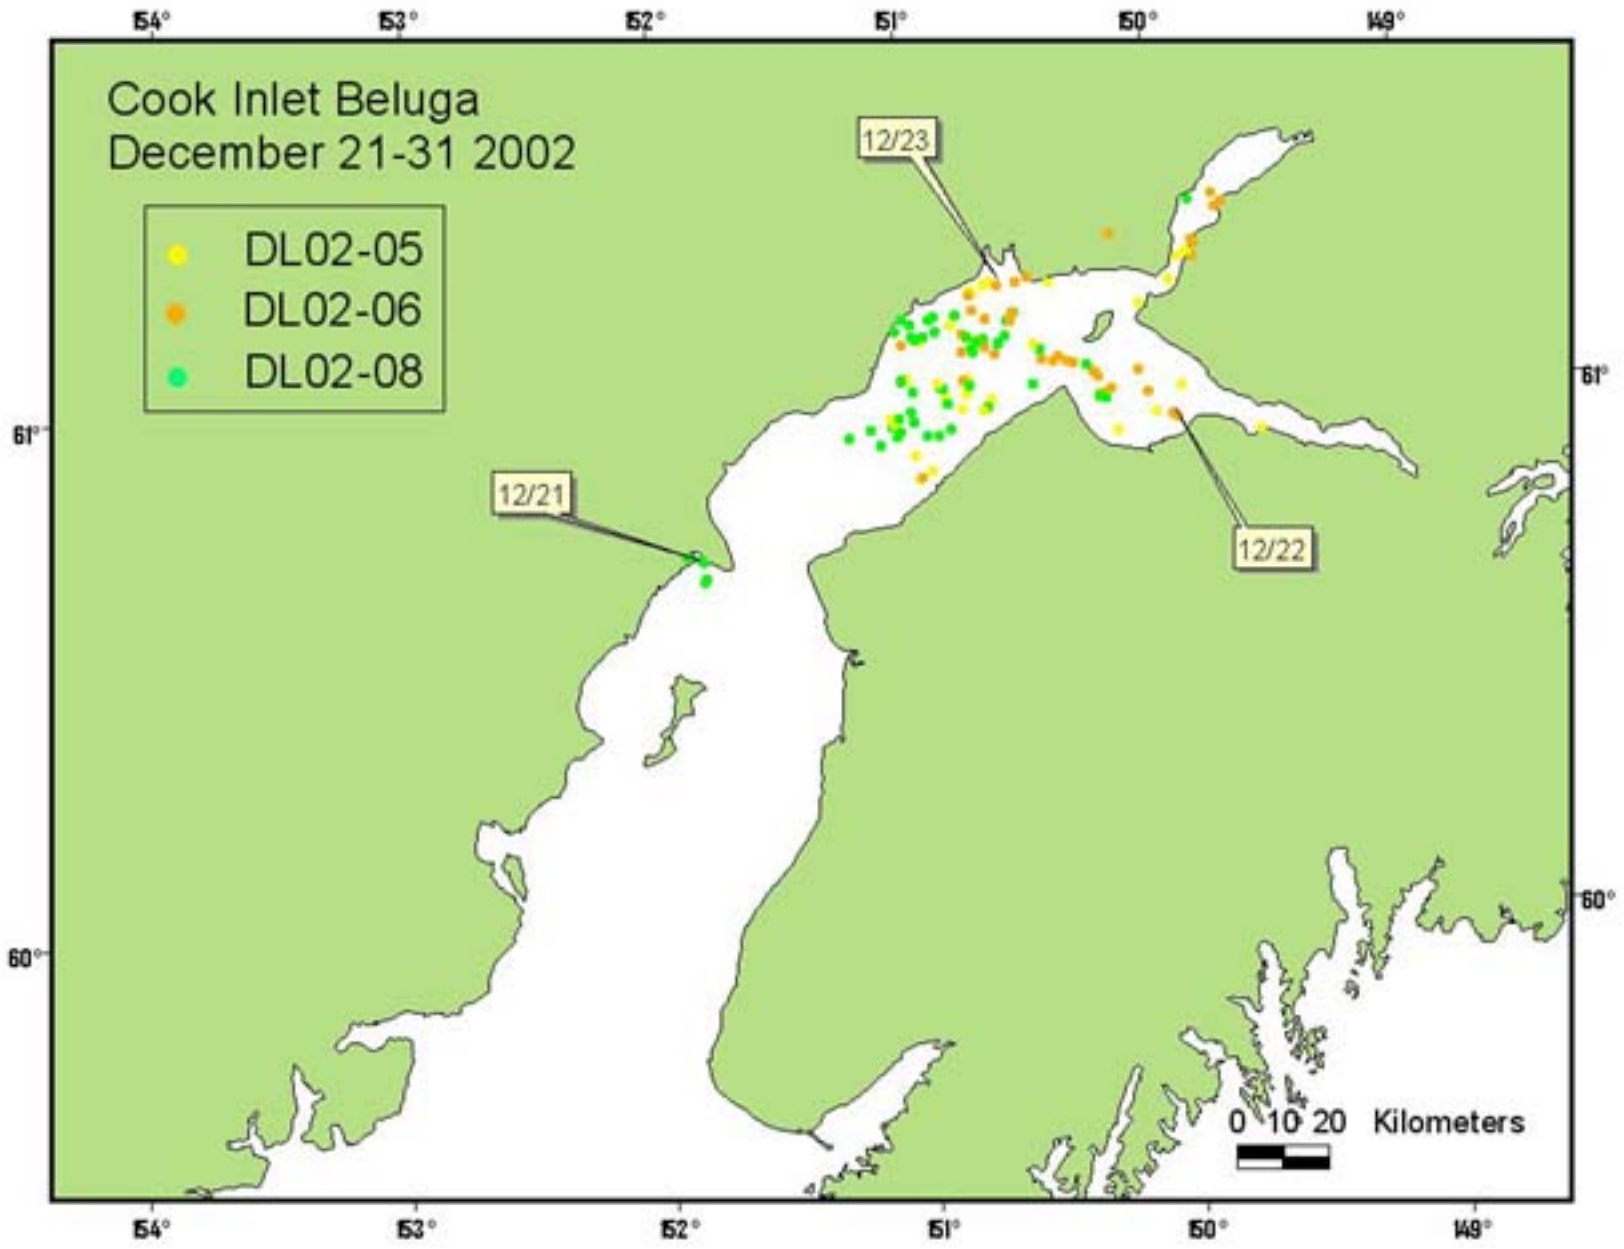 154° 153° 152° 151° 150° 149°
Cook Inlet Beluga
December 21-31 2002
12/23
DL02-05
DL02-06
DL02-08
61°
61°
12/21
12/22
60°
60°
0 10 20 Kilometers
154° 153° 152° 151° 150° 149°